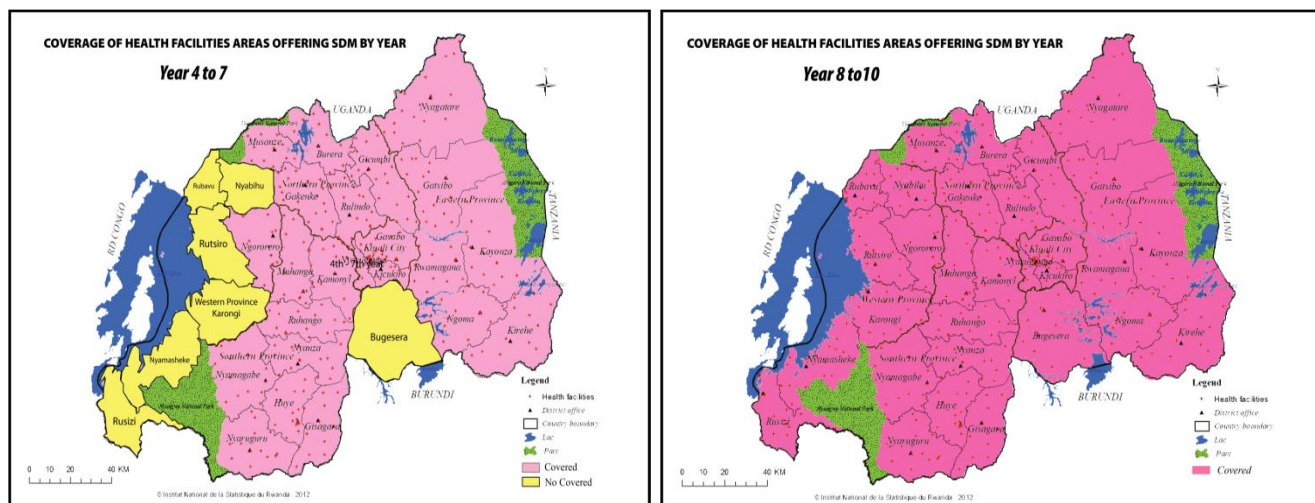 COVERAGE OF HEALTH FACILITIES AREAS OFFERING SDM BY YEAR
Year 4 to 7
N
UGANDA
Nyagatare
Musanze
Burera
Gicumbi
Rubavu
Nyabihu
Northern Province
Gakenke
Rulindo
Gatsibo
Eastern Province
RD CONGO
TANZANIA
Rutsiro
Ngororero
Gasabo
Kigali City
4th - 7th year
Kicukiro
Muhanga
Kamonyi
Rwamagana
Kayonza
Western Province
Karongi
Ruhango
Bugesera
Ngoma
Kirehe
Nyamasheke
Southern Province
Nyanza
Nyamagabe
Nyungwe National Park
Huye
Rusizi
Gisagara
Nyaruguru
BURUNDI
Legend
Health facilities
District office
Country boundary
Lac
Parc
Covered
No Covered
0 10 20 40 KM
© Institut National de la Statistique du Rwanda 2012
COVERAGE OF HEALTH FACILITIES AREAS OFFERING SDM BY YEAR
Year 8 to10
UGANDA
Nyagatare
Musanze
Burera
Gicumbi
Rubavu
Nyabihu
Northern Province
Gakenke
Rulindo
Gatsibo
Eastern Province
RD CONGO
TANZANIA
Rutsiro
Ngororero
Gasabo
Kigali City
Nyarugenge
Kicukiro
Muhanga
Kamonyi
Rwamagana
Kayonza
Western Province
Karongi
Ruhango
Bugesera
Ngoma
Kirehe
Nyamasheke
Southern Province
Nyanza
Nyamagabe
Nyungwe National Park
Huye
Rusizi
Gisagara
Nyaruguru
BURUNDI
Legend
Health facilities
District office
Country boundary
Lac
Parc
Covered
0 10 20 40 KM
© Institut National de la Statistique du Rwanda 2012